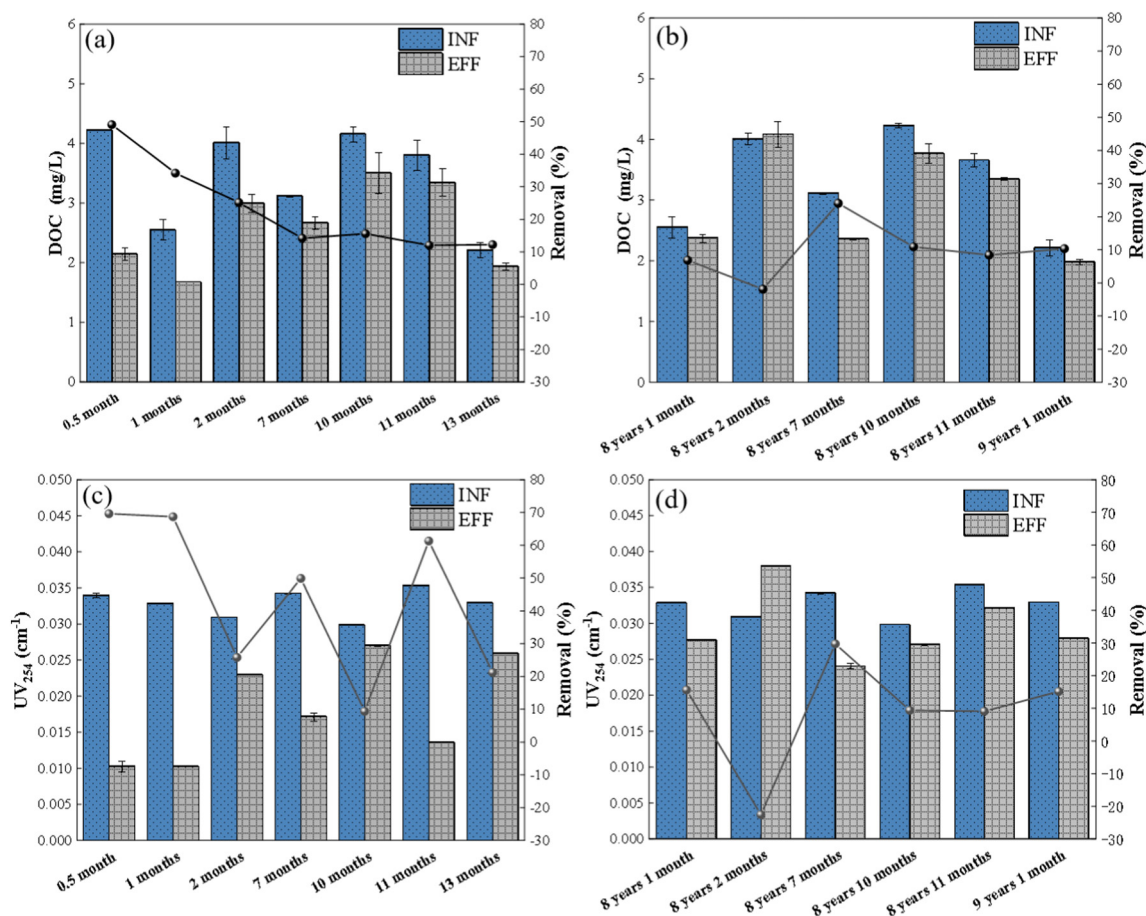 (a)
INF
EFF
DOC (mg/L)
6
5
4
3
2
1
0
80
70
60
50
40
30
20
10
0
-10
-20
-30
Removal (%)
0.5 month
1 months
2 months
7 months
10 months
11 months
13 months
(b)
INF
EFF
DOC (mg/L)
6
5
4
3
2
1
0
80
70
60
50
40
30
20
10
0
-10
-20
-30
Removal (%)
8 years 1 month
8 years 2 months
8 years 7 months
8 years 10 months
8 years 11 months
9 years 1 month
(c)
INF
EFF
UV254 (cm-1)
0.050
0.045
0.040
0.035
0.030
0.025
0.020
0.015
0.010
0.005
0.000
80
70
60
50
40
30
20
10
0
-10
-20
-30
Removal (%)
0.5 month
1 months
2 months
7 months
10 months
11 months
13 months
(d)
INF
EFF
UV254 (cm-1)
0.050
0.045
0.040
0.035
0.030
0.025
0.020
0.015
0.010
0.005
0.000
80
70
60
50
40
30
20
10
0
-10
-20
-30
Removal (%)
8 years 1 month
8 years 2 months
8 years 7 months
8 years 10 months
8 years 11 months
9 years 1 month